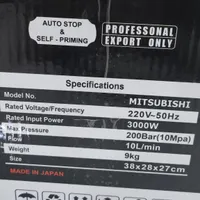 AUTO STOP
&
SELF - PRIMING
PROFESSIONAL
EXPORT ONLY
Specifications
Model No. MITSUBISHI
Rated Voltage/Frequency 220V~50Hz
Rated Input Power 3000W
Max Pressure 200Bar(10Mpa)
Flow 10L/min
Weight 9kg
Size 38x28x27cm
MADE IN JAPAN